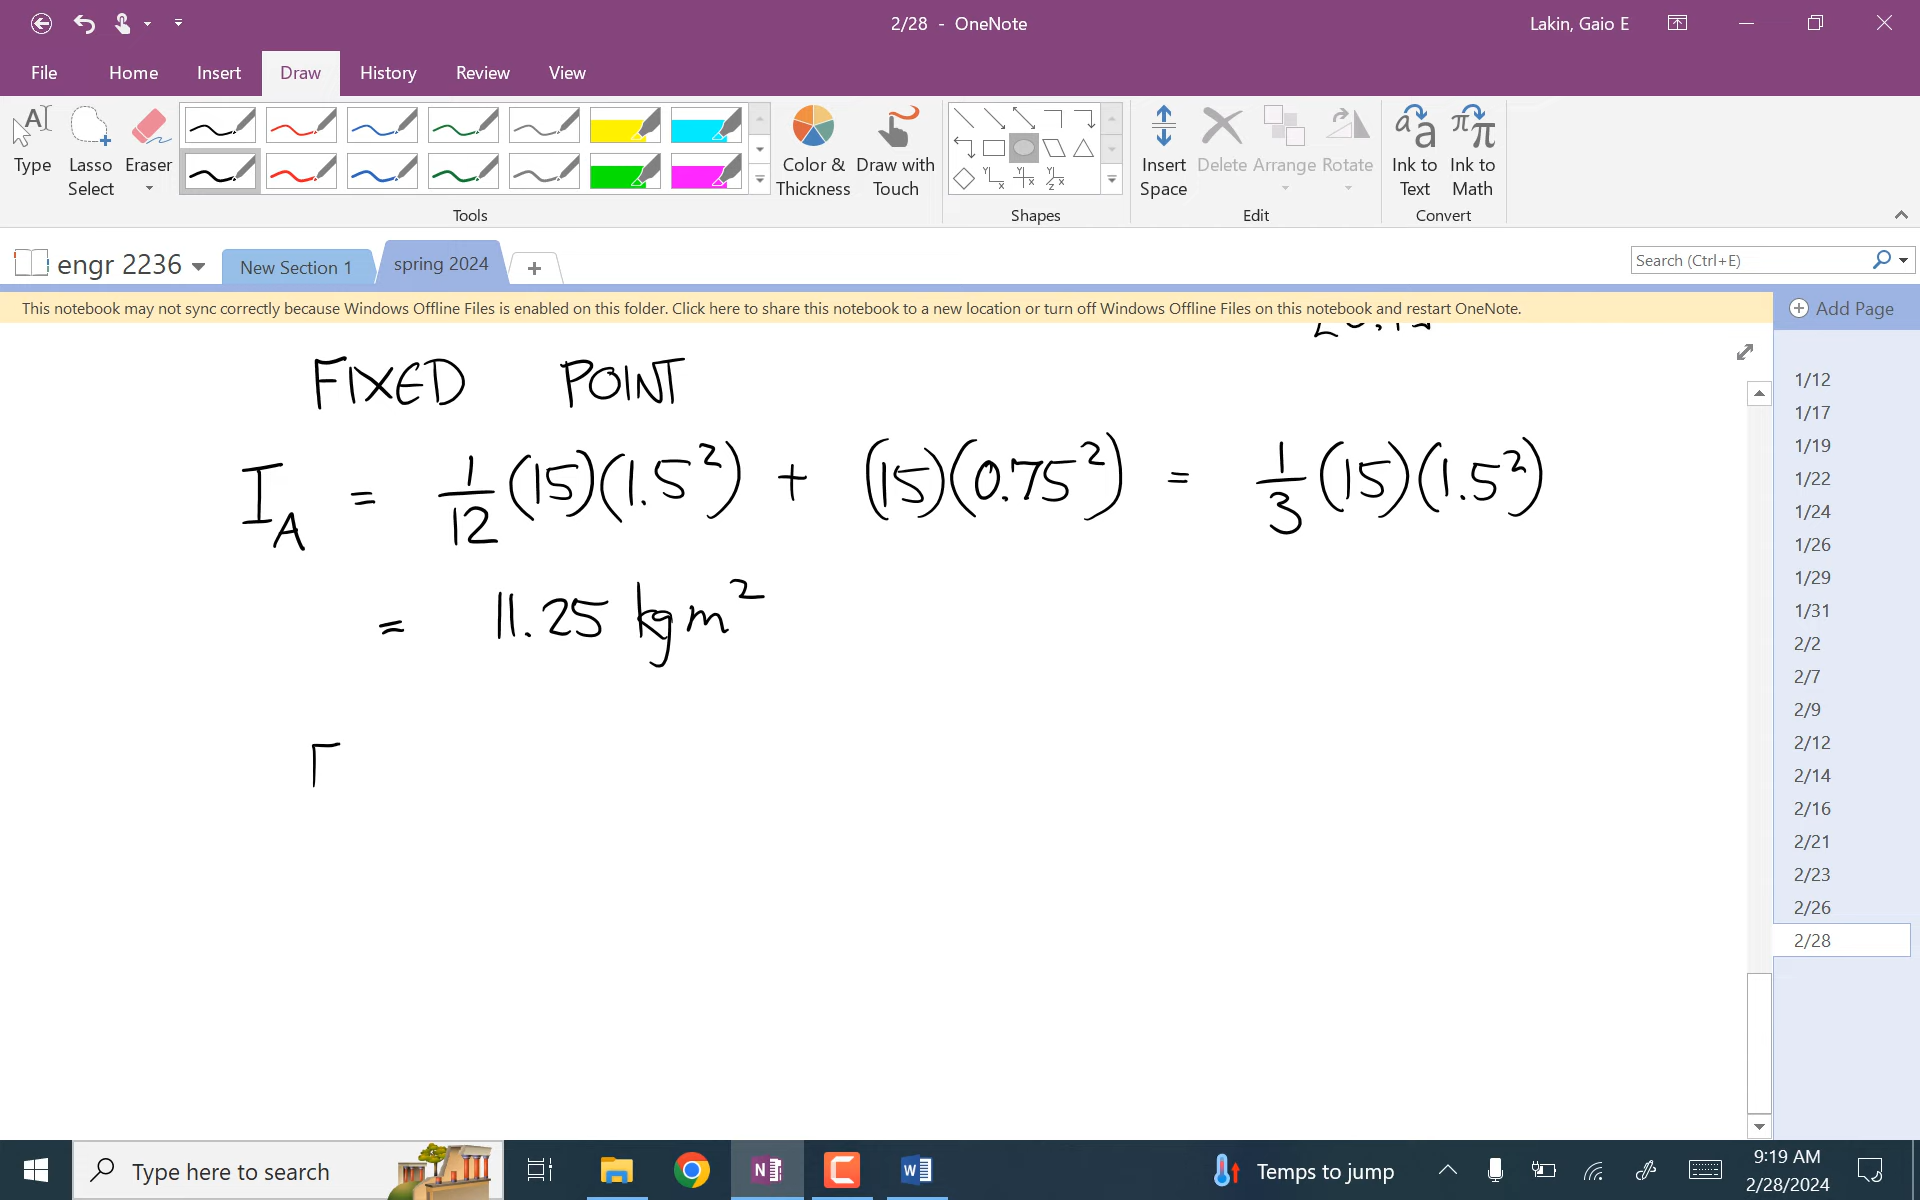 2/28 - OneNote
Lakin, Gaio E
File Home Insert Draw History Review View
Type
Lasso Select
Eraser
Color & Thickness
Draw with Touch
Insert Space
Delete
Arrange
Rotate
Ink to Text
Ink to Math
Tools
Shapes
Edit
Convert
engr 2236
New Section 1
spring 2024
Search (Ctrl+E)
This notebook may not sync correctly because Windows Offline Files is enabled on this folder. Click here to share this notebook to a new location or turn off Windows Offline Files on this notebook and restart OneNote.
Add Page
FIXED POINT
I_A = 1/12 (15)(1.5²) + (15)(0.75²) = 1/3 (15)(1.5²)
= 11.25 kg m²
1/12
1/17
1/19
1/22
1/24
1/26
1/29
1/31
2/2
2/7
2/9
2/12
2/14
2/16
2/21
2/23
2/26
2/28
Type here to search
Temps to jump
9:19 AM
2/28/2024